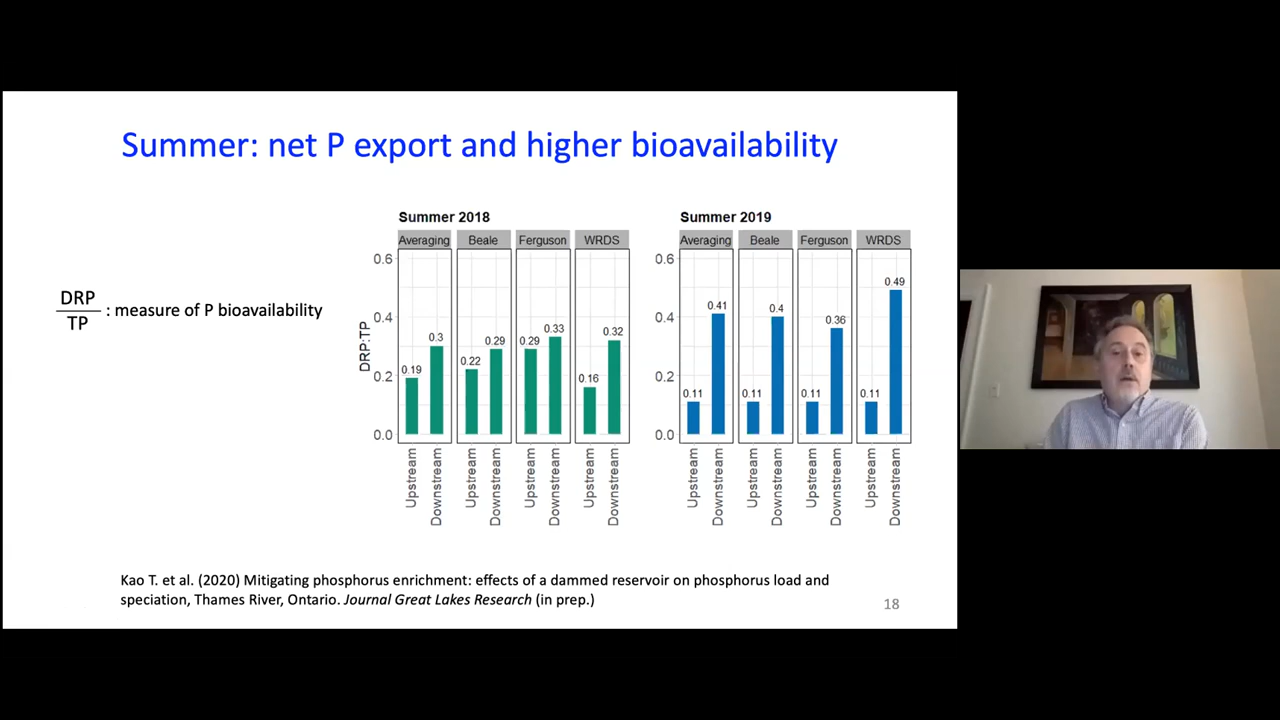 Summer: net P export and higher bioavailability
DRP
TP
: measure of P bioavailability
Summer 2018
Averaging Beale Ferguson WRDS
DRP:TP
0.6
0.4
0.2
0.0
0.19
0.3
0.22
0.29
0.29
0.33
0.16
0.32
Upstream
Downstream
Upstream
Downstream
Upstream
Downstream
Upstream
Downstream
Summer 2019
Averaging Beale Ferguson WRDS
0.6
0.4
0.2
0.0
0.11
0.41
0.11
0.4
0.11
0.36
0.11
0.49
Upstream
Downstream
Upstream
Downstream
Upstream
Downstream
Upstream
Downstream
Kao T. et al. (2020) Mitigating phosphorus enrichment: effects of a dammed reservoir on phosphorus load and
speciation, Thames River, Ontario. Journal Great Lakes Research (in prep.)
18